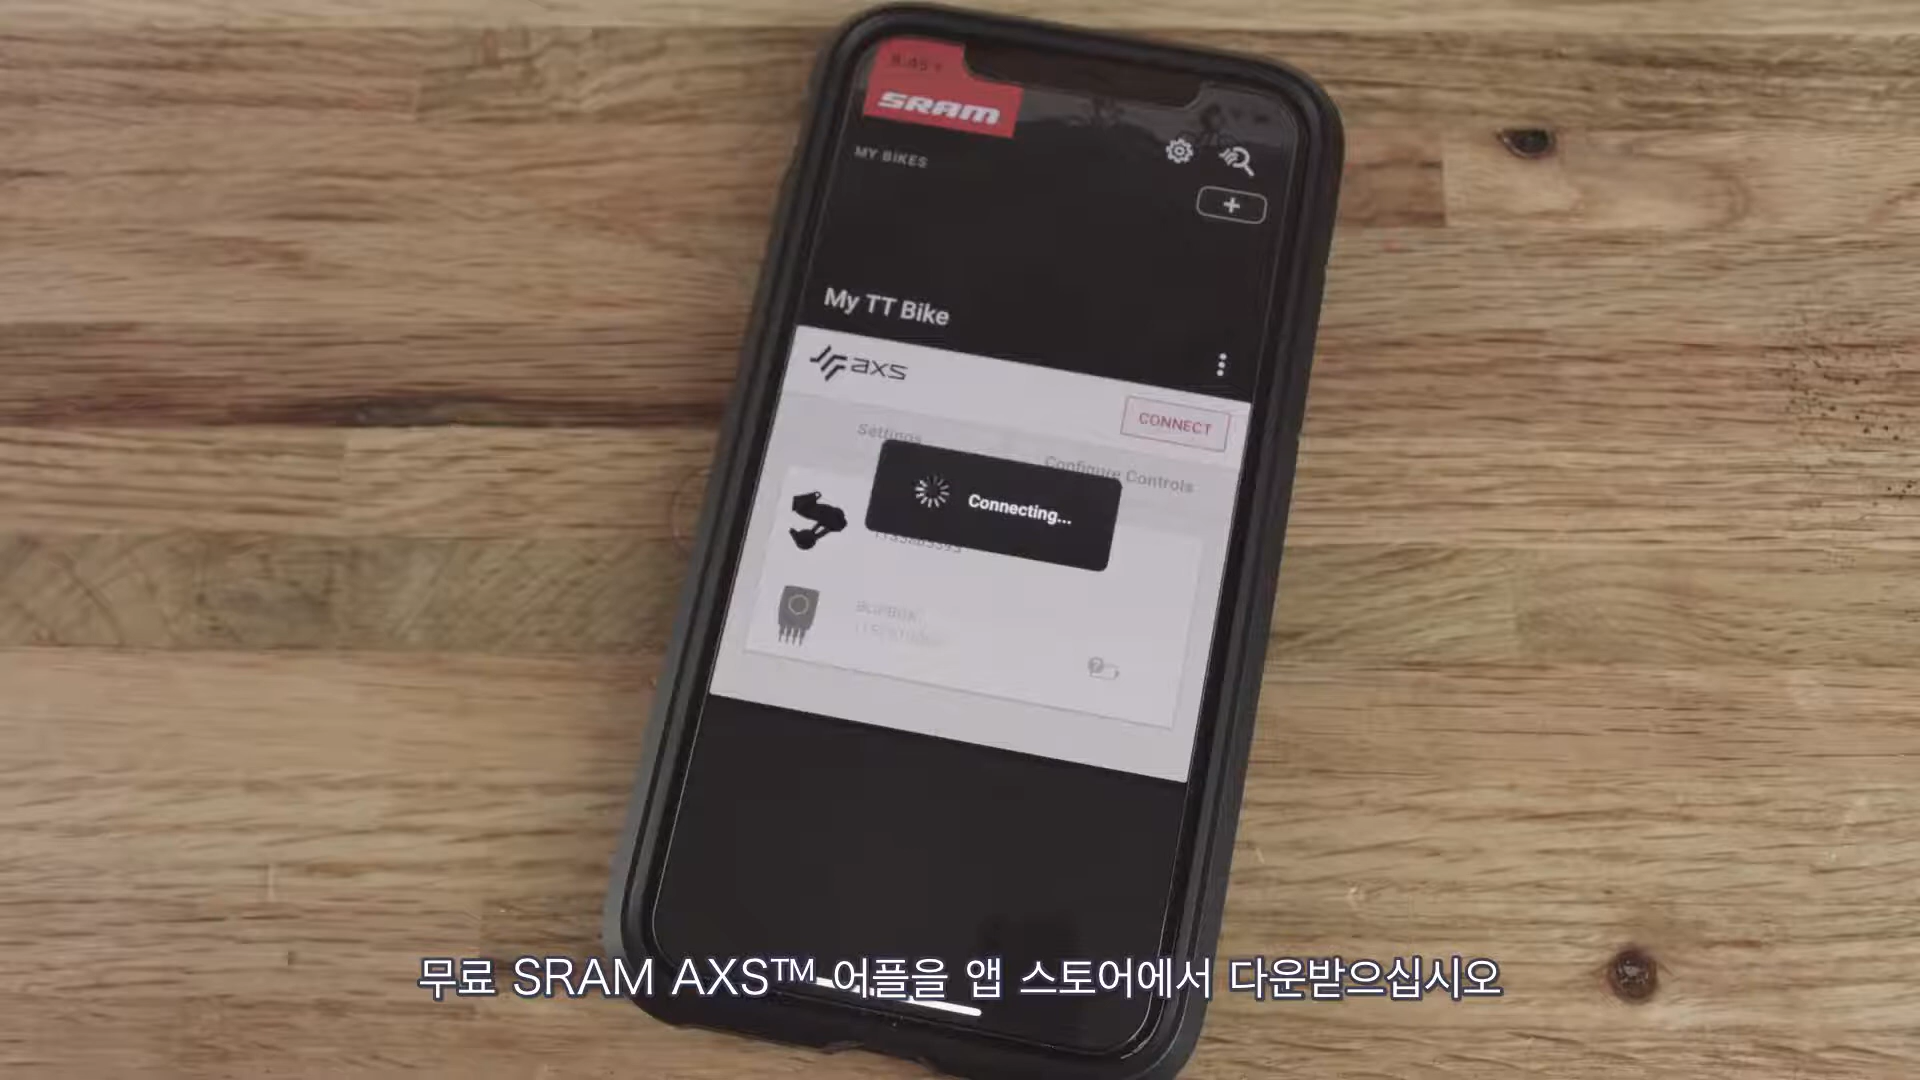 SRAM
MY BIKES
+
My TT Bike
axs
CONNECT
Settings
Configure Controls
Connecting...
무료 SRAM AXS™ 어플을 앱 스토어에서 다운받으십시오